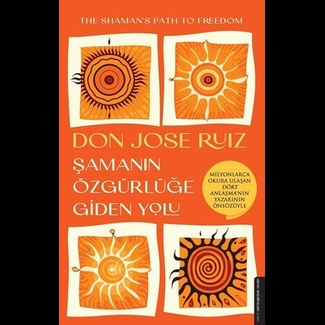 THE SHAMAN'S PATH TO FREEDOM
DON JOSE RUIZ
ŞAMANIN
ÖZGÜRLÜĞE
GİDEN YOLU
MİLYONLARCA
OKURA ULAŞAN
DÖRT
ANLAŞMA'NIN
YAZARININ
ÖNSÖZÜYLE